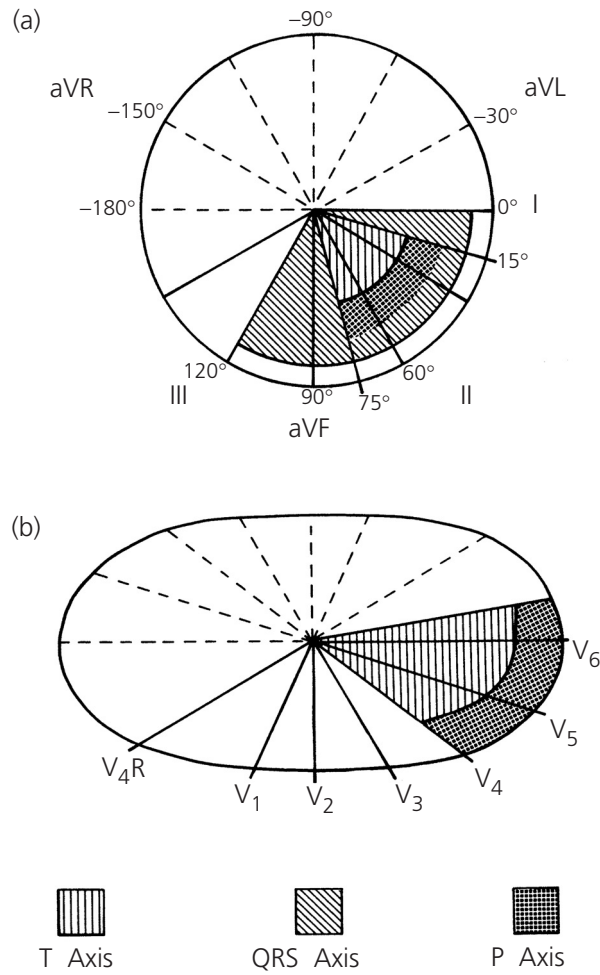 (a)
−90°
aVR
aVL
−150°
−30°
−180°
0° I
15°
120°
60°
III
90°
75°
II
aVF
(b)
V6
V5
V4R
V4
V1
V2
V3
T Axis
QRS Axis
P Axis